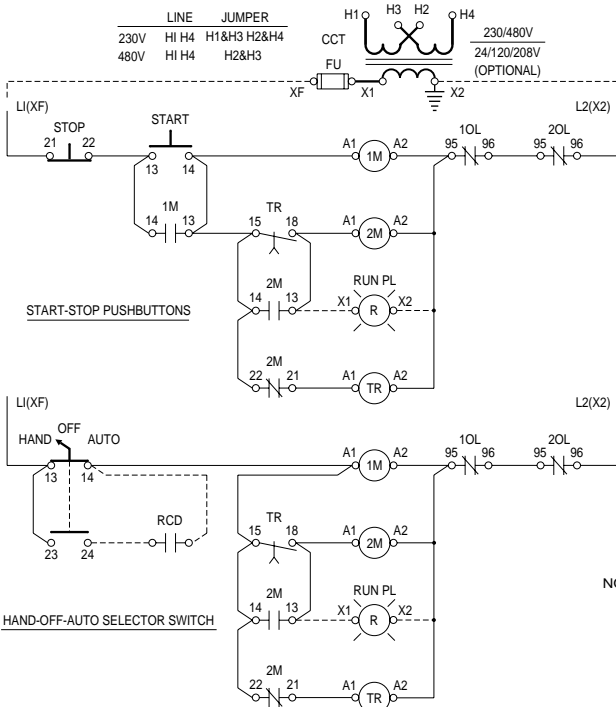 LINE JUMPER
230V HI H4 H1&H3 H2&H4
480V HI H4 H2&H3
H1 H3 H2 H4
CCT
230/480V
24/120/208V
(OPTIONAL)
FU
XF X1 X2
LI(XF) L2(X2)
STOP START
21 22 13 14 A1 1M A2 1OL 95 96 2OL 95 96
1M
14 13
TR
15 18 A1 2M A2
2M RUN PL
14 13 X1 R X2
START-STOP PUSHBUTTONS
2M
22 21 A1 TR A2
LI(XF) L2(X2)
HAND OFF AUTO
13 14 A1 1M A2 1OL 95 96 2OL 95 96
RCD
23 24
TR
15 18 A1 2M A2
2M RUN PL
14 13 X1 R X2
HAND-OFF-AUTO SELECTOR SWITCH
2M
22 21 A1 TR A2